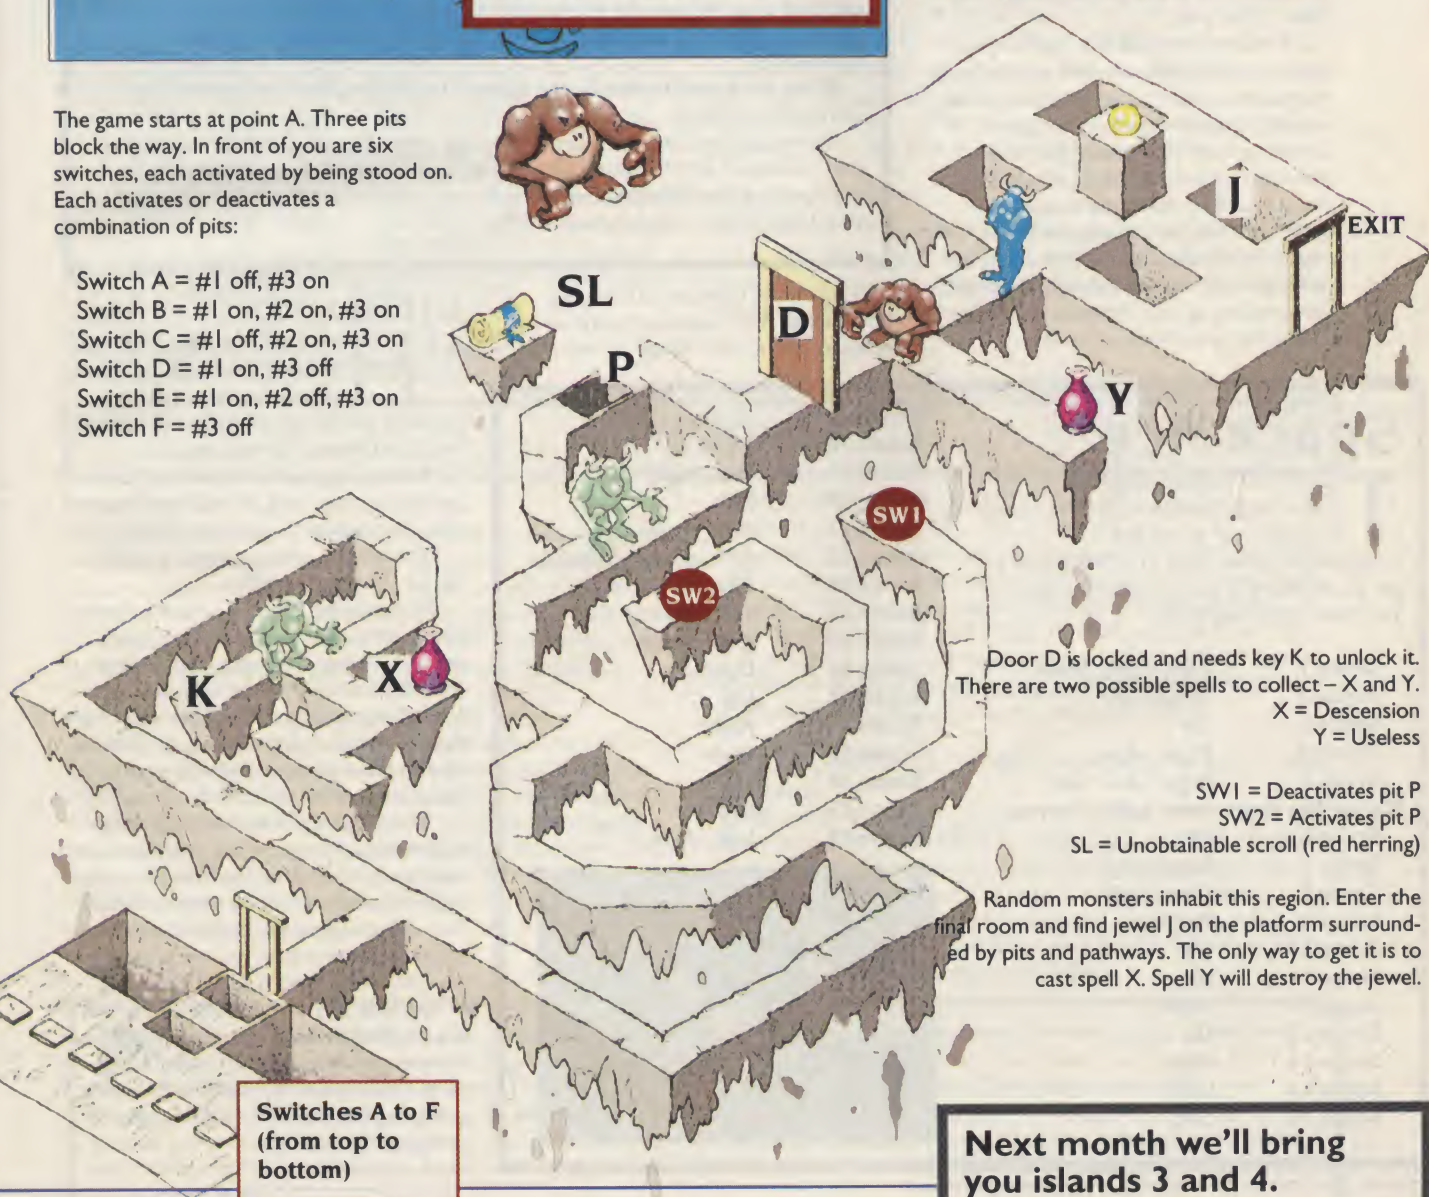 The game starts at point A. Three pits
block the way. In front of you are six
switches, each activated by being stood on.
Each activates or deactivates a
combination of pits:
Switch A = #1 off, #3 on
Switch B = #1 on, #2 on, #3 on
Switch C = #1 off, #2 on, #3 on
Switch D = #1 on, #3 off
Switch E = #1 on, #2 off, #3 on
Switch F = #3 off
J
EXIT
SL
D
P
Y
SW1
SW2
K
X
Door D is locked and needs key K to unlock it.
There are two possible spells to collect – X and Y.
X = Descension
Y = Useless
SW1 = Deactivates pit P
SW2 = Activates pit P
SL = Unobtainable scroll (red herring)
Random monsters inhabit this region. Enter the
final room and find jewel J on the platform surround-
ed by pits and pathways. The only way to get it is to
cast spell X. Spell Y will destroy the jewel.
Switches A to F
(from top to
bottom)
Next month we'll bring
you islands 3 and 4.